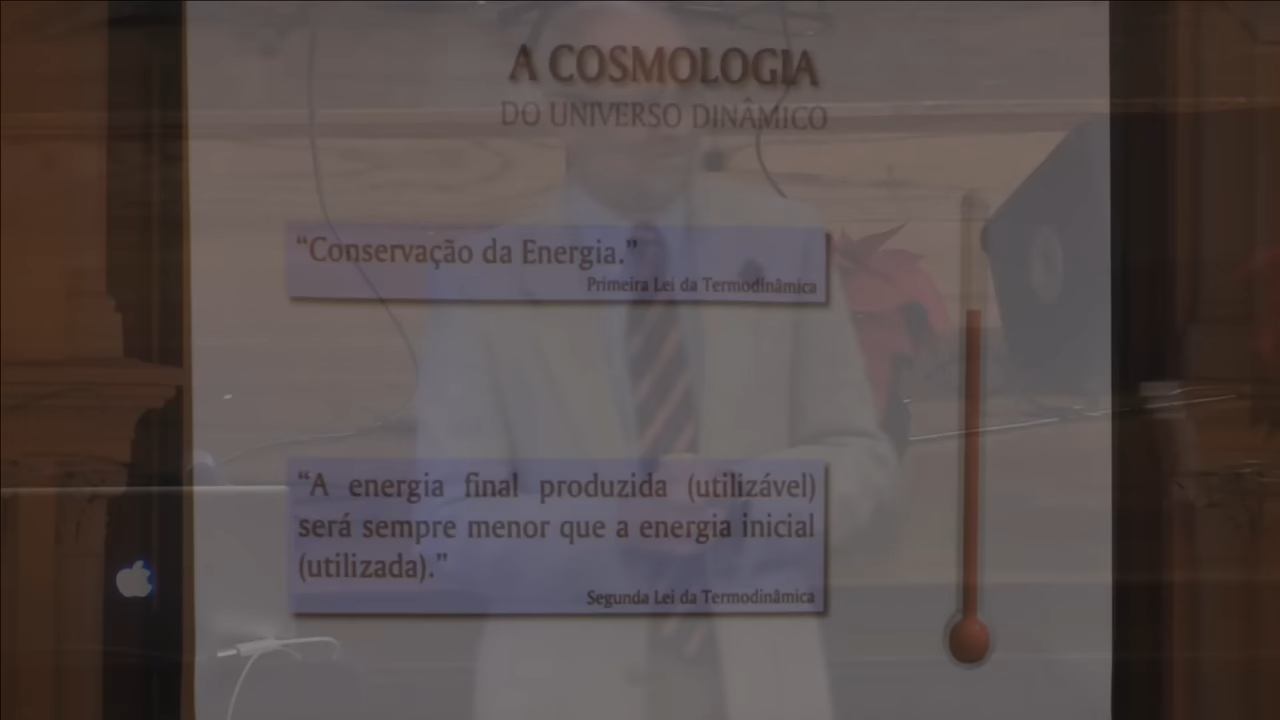 A COSMOLOGIA
DO UNIVERSO DINÂMICO
“Conservação da Energia.”
Primeira Lei da Termodinâmica
“A energia final produzida (utilizável)
será sempre menor que a energia inicial
(utilizada).”
Segunda Lei da Termodinâmica